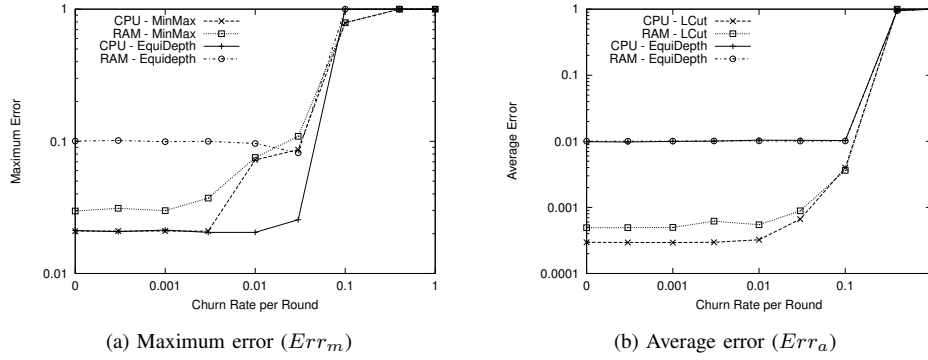 CPU - MinMax
RAM - MinMax
CPU - EquiDepth
RAM - Equidepth
1
0.1
0.01
Maximum Error
0
0.001
0.01
0.1
1
Churn Rate per Round
(a) Maximum error (Err_m)
CPU - LCut
RAM - LCut
CPU - EquiDepth
RAM - EquiDepth
1
0.1
0.01
0.001
0.0001
Average Error
0
0.001
0.01
0.1
Churn Rate per Round
(b) Average error (Err_a)